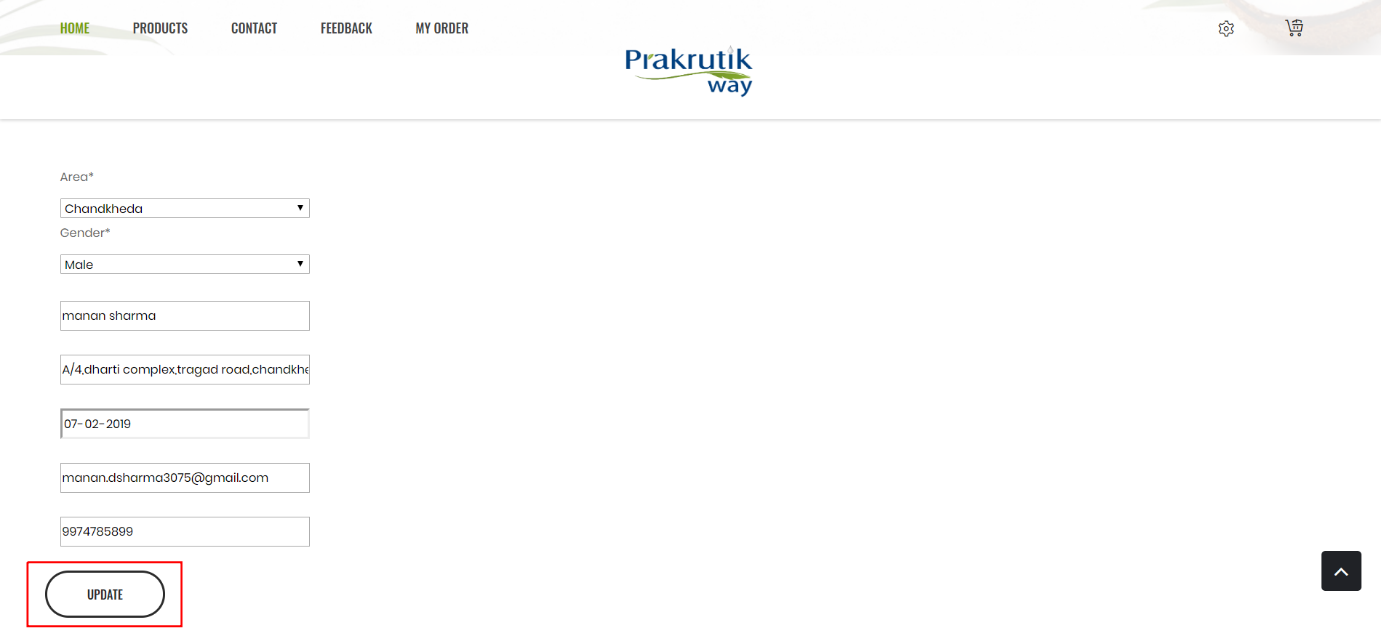 HOME PRODUCTS CONTACT FEEDBACK MY ORDER
Prakrutik
way
Area*
Chandkheda
Gender*
Male
manan sharma
A/4,dharti complex,tragad road,chandkhe
07-02-2019
manan.dsharma3075@gmail.com
9974785899
UPDATE